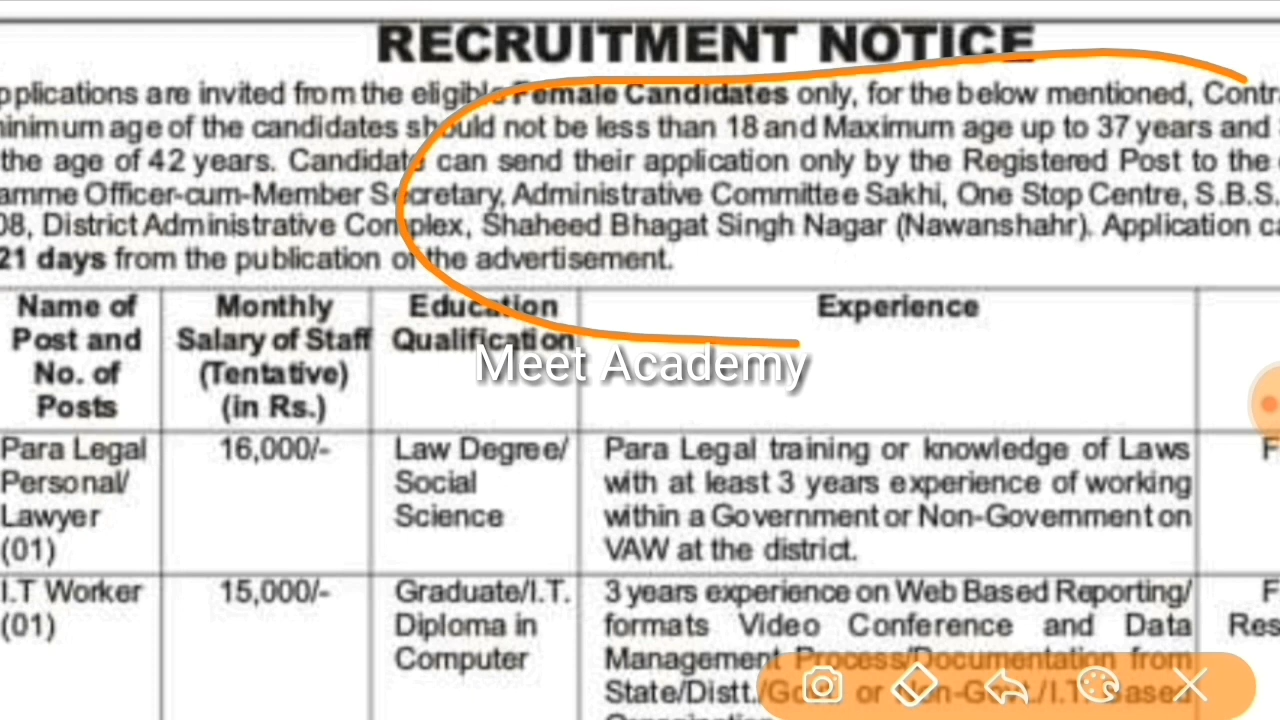 RECRUITMENT NOTICE
pplications are invited from the eligible Female Candidates only, for the below mentioned, Contr
inimum age of the candidates should not be less than 18 and Maximum age up to 37 years and
the age of 42 years. Candidate can send their application only by the Registered Post to the
amme Officer-cum-Member Secretary, Administrative Committee Sakhi, One Stop Centre, S.B.S.
08, District Administrative Complex, Shaheed Bhagat Singh Nagar (Nawanshahr). Application ca
21 days from the publication of the advertisement.
Name of Post and No. of Posts
Monthly Salary of Staff (Tentative) (in Rs.)
Education Qualification
Experience
Meet Academy
Para Legal Personal/ Lawyer (01)
16,000/-
Law Degree/ Social Science
Para Legal training or knowledge of Laws
with at least 3 years experience of working
within a Government or Non-Government on
VAW at the district.
F
I.T Worker (01)
15,000/-
Graduate/I.T. Diploma in Computer
3 years experience on Web Based Reporting/
formats Video Conference and Data
Management Process/Documentation from
State/Distt./Govt. or Non-Govt./I.T. Based
F
Res